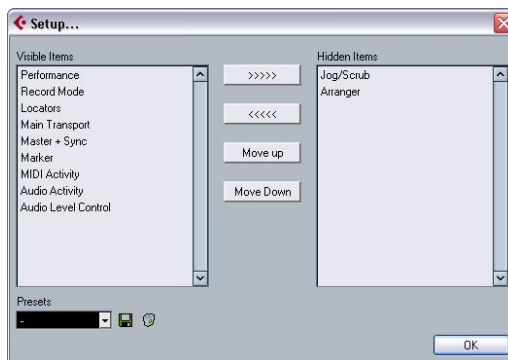 Setup...
Visible Items
Performance
Record Mode
Locators
Main Transport
Master + Sync
Marker
MIDI Activity
Audio Activity
Audio Level Control
>>>>>
<<<<<
Move up
Move Down
Hidden Items
Jog/Scrub
Arranger
Presets
-
OK